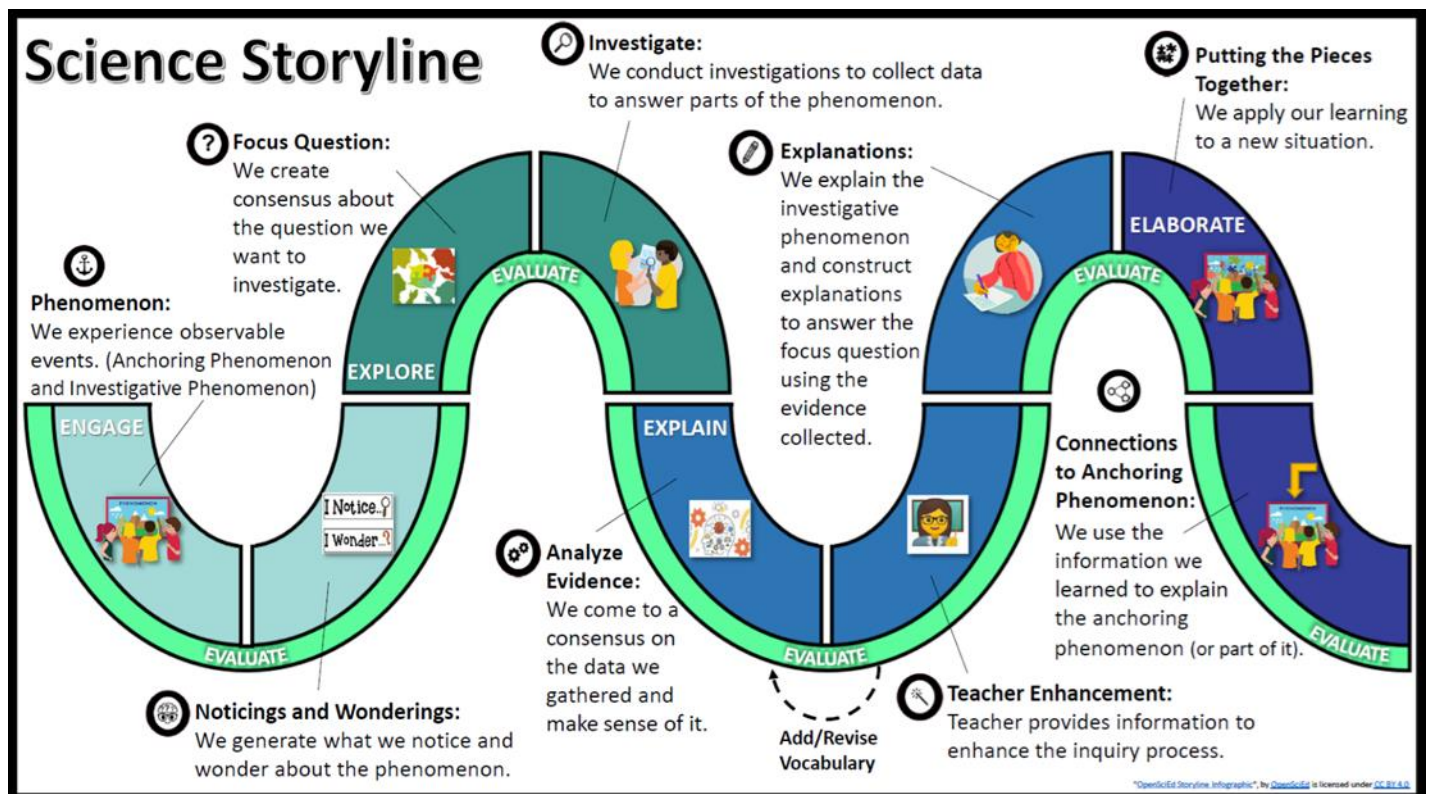 Science Storyline
Phenomenon:
We experience observable
events. (Anchoring Phenomenon
and Investigative Phenomenon)
ENGAGE
I Notice..
I Wonder..?
Noticings and Wonderings:
We generate what we notice and
wonder about the phenomenon.
EVALUATE
?
Focus Question:
We create
consensus about
the question we
want to
investigate.
EXPLORE
EVALUATE
Investigate:
We conduct investigations to collect data
to answer parts of the phenomenon.
EXPLAIN
Analyze
Evidence:
We come to a
consensus on
the data we
gathered and
make sense of it.
EVALUATE
Add/Revise
Vocabulary
Teacher Enhancement:
Teacher provides information to
enhance the inquiry process.
Explanations:
We explain the
investigative
phenomenon
and construct
explanations
to answer the
focus question
using the
evidence
collected.
EVALUATE
ELABORATE
Putting the Pieces
Together:
We apply our learning
to a new situation.
Connections
to Anchoring
Phenomenon:
We use the
information we
learned to explain
the anchoring
phenomenon (or part of it).
EVALUATE
"OpenSciEd Storyline Infographic", by OpenSciEd is licensed under CC BY 4.0.